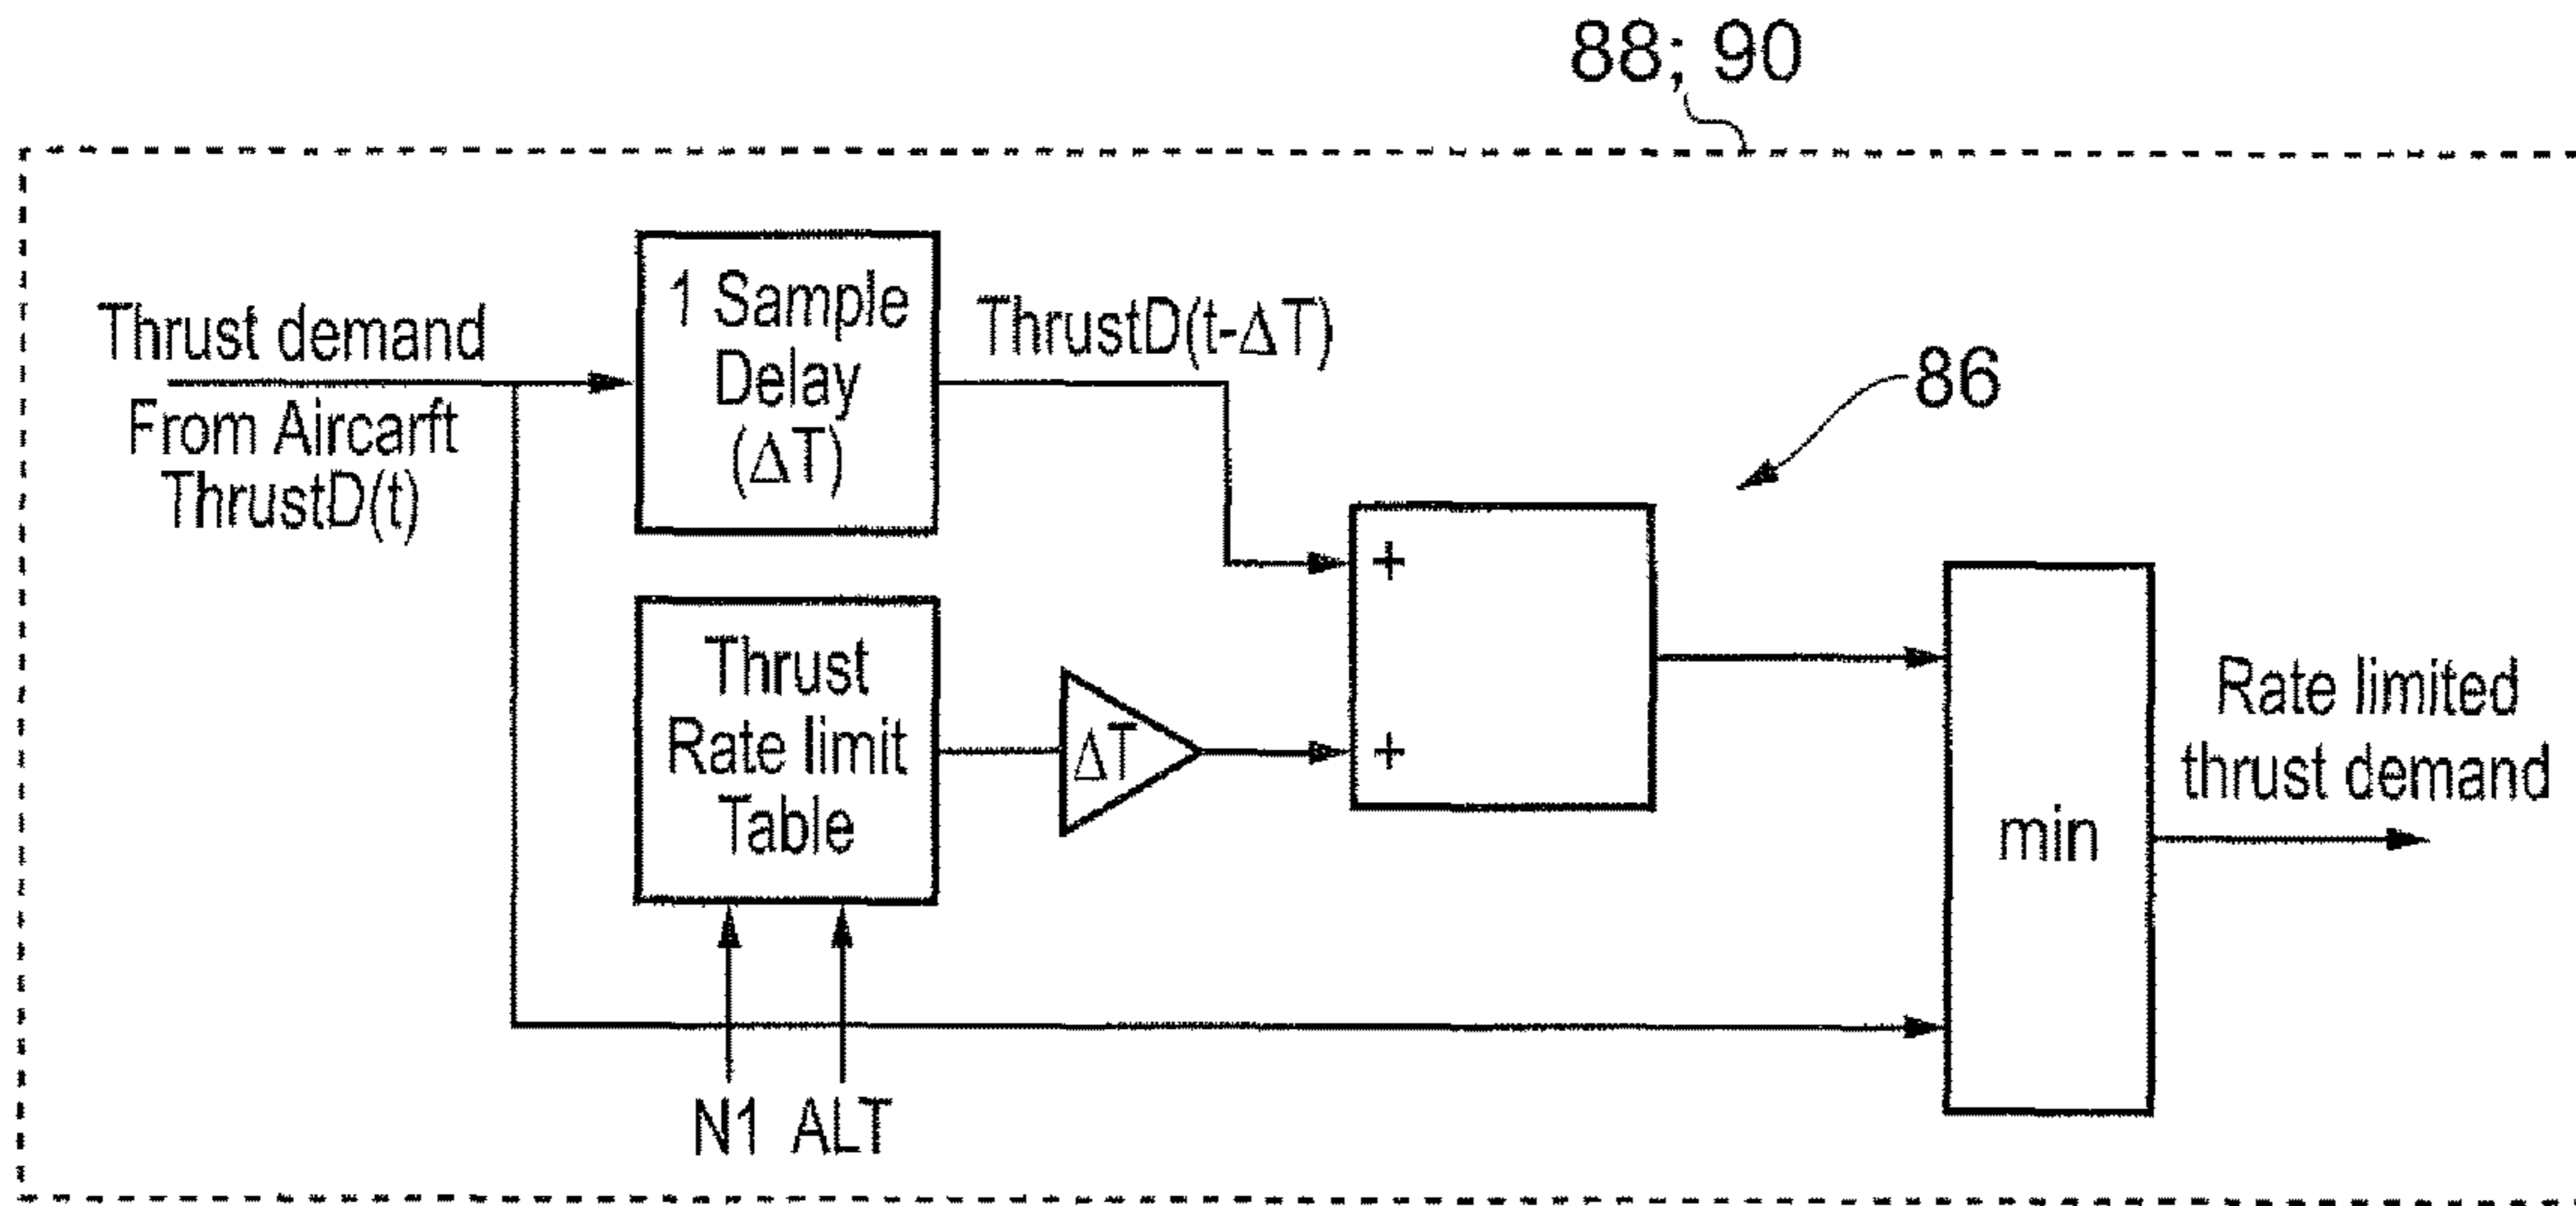 88; 90
Thrust demand
From Aircarft
ThrustD(t)
1 Sample
Delay
(ΔT)
ThrustD(t-ΔT)
86
Thrust
Rate limit
Table
ΔT
+
+
N1 ALT
min
Rate limited
thrust demand